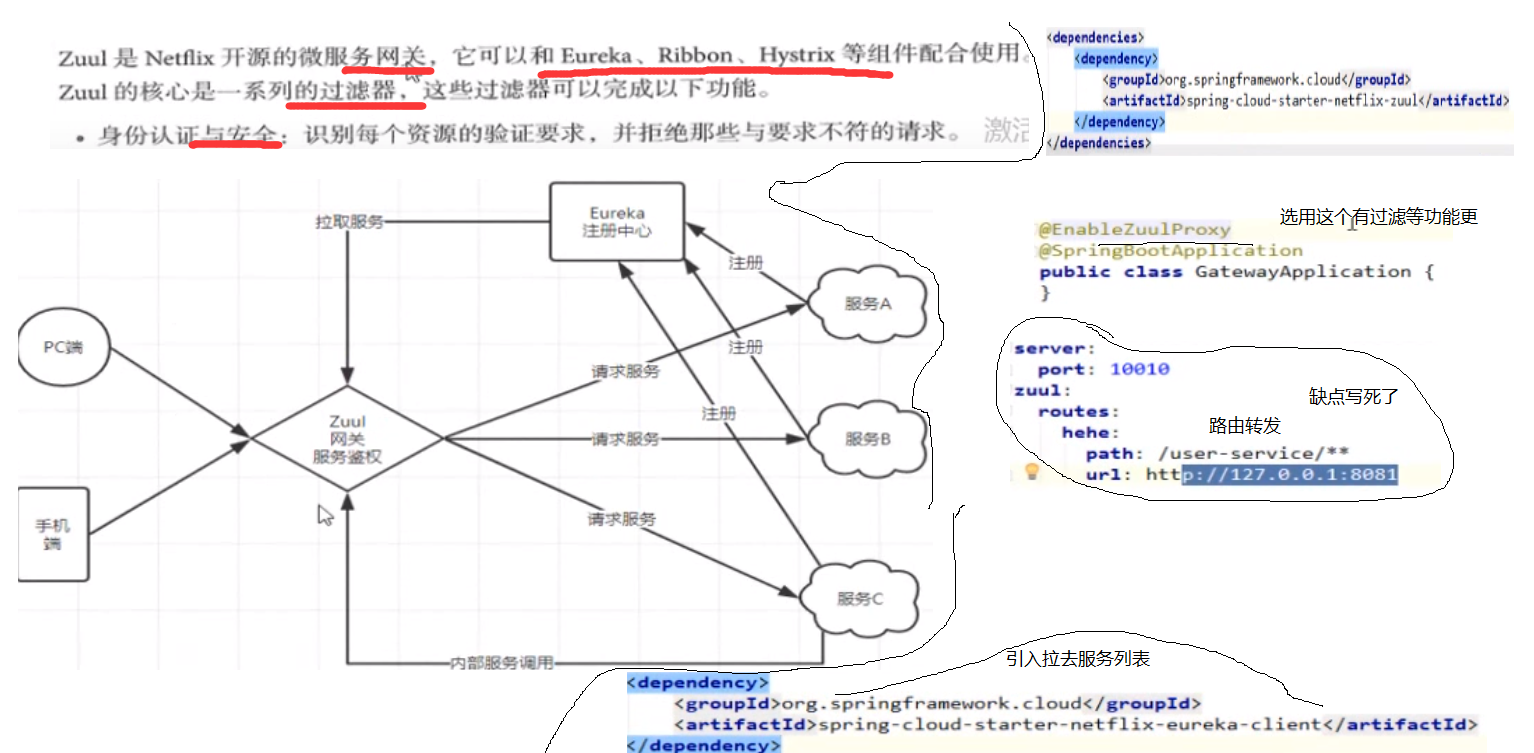 Zuul 是 Netflix 开源的微服务网关，它可以和 Eureka、Ribbon、Hystrix 等组件配合使用。
Zuul 的核心是一系列的过滤器，这些过滤器可以完成以下功能。
• 身份认证与安全：识别每个资源的验证要求，并拒绝那些与要求不符的请求。 激活
<dependencies>
<dependency>
<groupId>org.springframework.cloud</groupId>
<artifactId>spring-cloud-starter-netflix-zuul</artifactId>
</dependency>
</dependencies>
Eureka
注册中心
拉取服务
注册
服务A
PC端
注册
请求服务
注册
Zuul
网关
服务鉴权
请求服务
服务B
请求服务
手机
端
服务C
内部服务调用
选用这个有过滤等功能更
@EnableZuulProxy
@SpringBootApplication
public class GatewayApplication {
}
server:
port: 10010
zuul:
缺点写死了
routes:
路由转发
hehe:
path: /user-service/**
url: http://127.0.0.1:8081
引入拉去服务列表
<dependency>
<groupId>org.springframework.cloud</groupId>
<artifactId>spring-cloud-starter-netflix-eureka-client</artifactId>
</dependency>